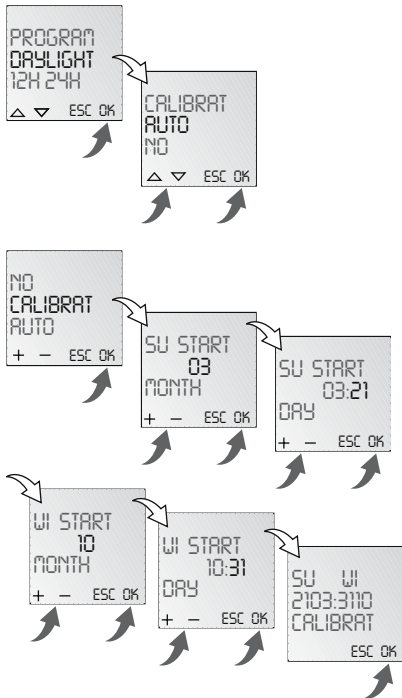 PROGRAM
DAYLIGHT
12H 24H
ESC OK
CALIBRAT
AUTO
NO
ESC OK
NO
CALIBRAT
AUTO
+ − ESC OK
SU START
03
MONTH
+ − ESC OK
SU START
03:21
DAY
+ − ESC OK
WI START
10
MONTH
+ − ESC OK
WI START
10:31
DAY
+ − ESC OK
SU WI
2103:3110
CALIBRAT
ESC OK